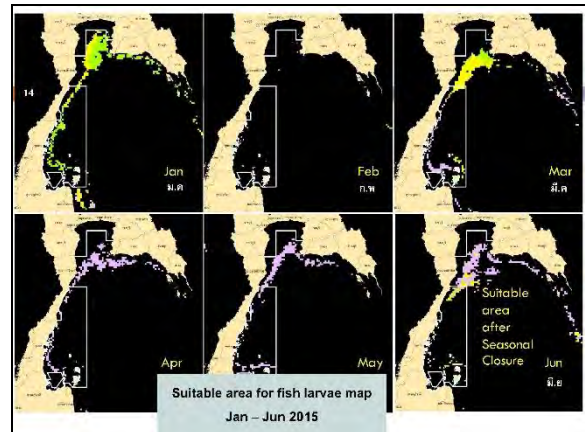 14
Jan
ม.ค
Feb
ก.พ
Mar
มี.ค
Apr
May
Suitable
area
after
Seasonal
Closure
Jun
มิ.ย
Suitable area for fish larvae map
Jan – Jun 2015